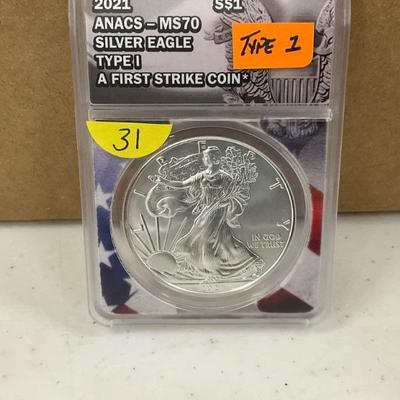 2021 S$1
ANACS – MS70
SILVER EAGLE
TYPE I
A FIRST STRIKE COIN*
TYPE 1
31
LIBERTY
IN GOD
WE TRUST